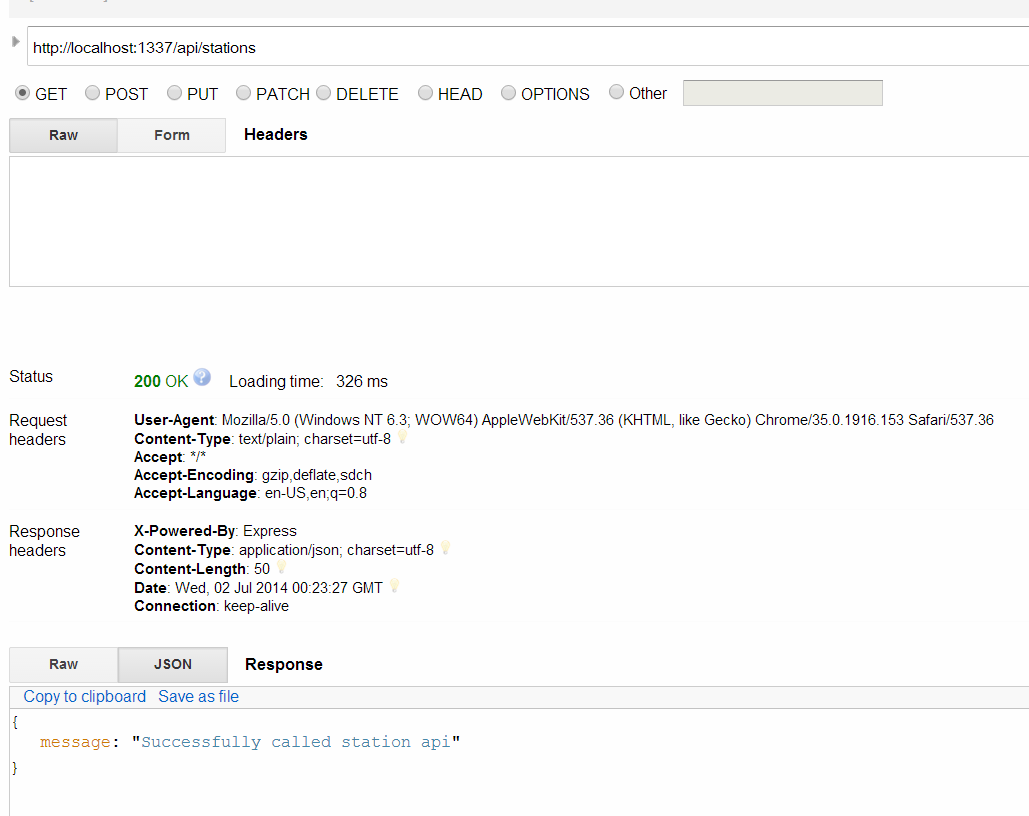 http://localhost:1337/api/stations
GET POST PUT PATCH DELETE HEAD OPTIONS Other
Raw Form Headers
Status 200 OK ? Loading time: 326 ms
Request headers
User-Agent: Mozilla/5.0 (Windows NT 6.3; WOW64) AppleWebKit/537.36 (KHTML, like Gecko) Chrome/35.0.1916.153 Safari/537.36
Content-Type: text/plain; charset=utf-8
Accept: */*
Accept-Encoding: gzip,deflate,sdch
Accept-Language: en-US,en;q=0.8
Response headers
X-Powered-By: Express
Content-Type: application/json; charset=utf-8
Content-Length: 50
Date: Wed, 02 Jul 2014 00:23:27 GMT
Connection: keep-alive
Raw JSON Response
Copy to clipboard Save as file
{
message: "Successfully called station api"
}